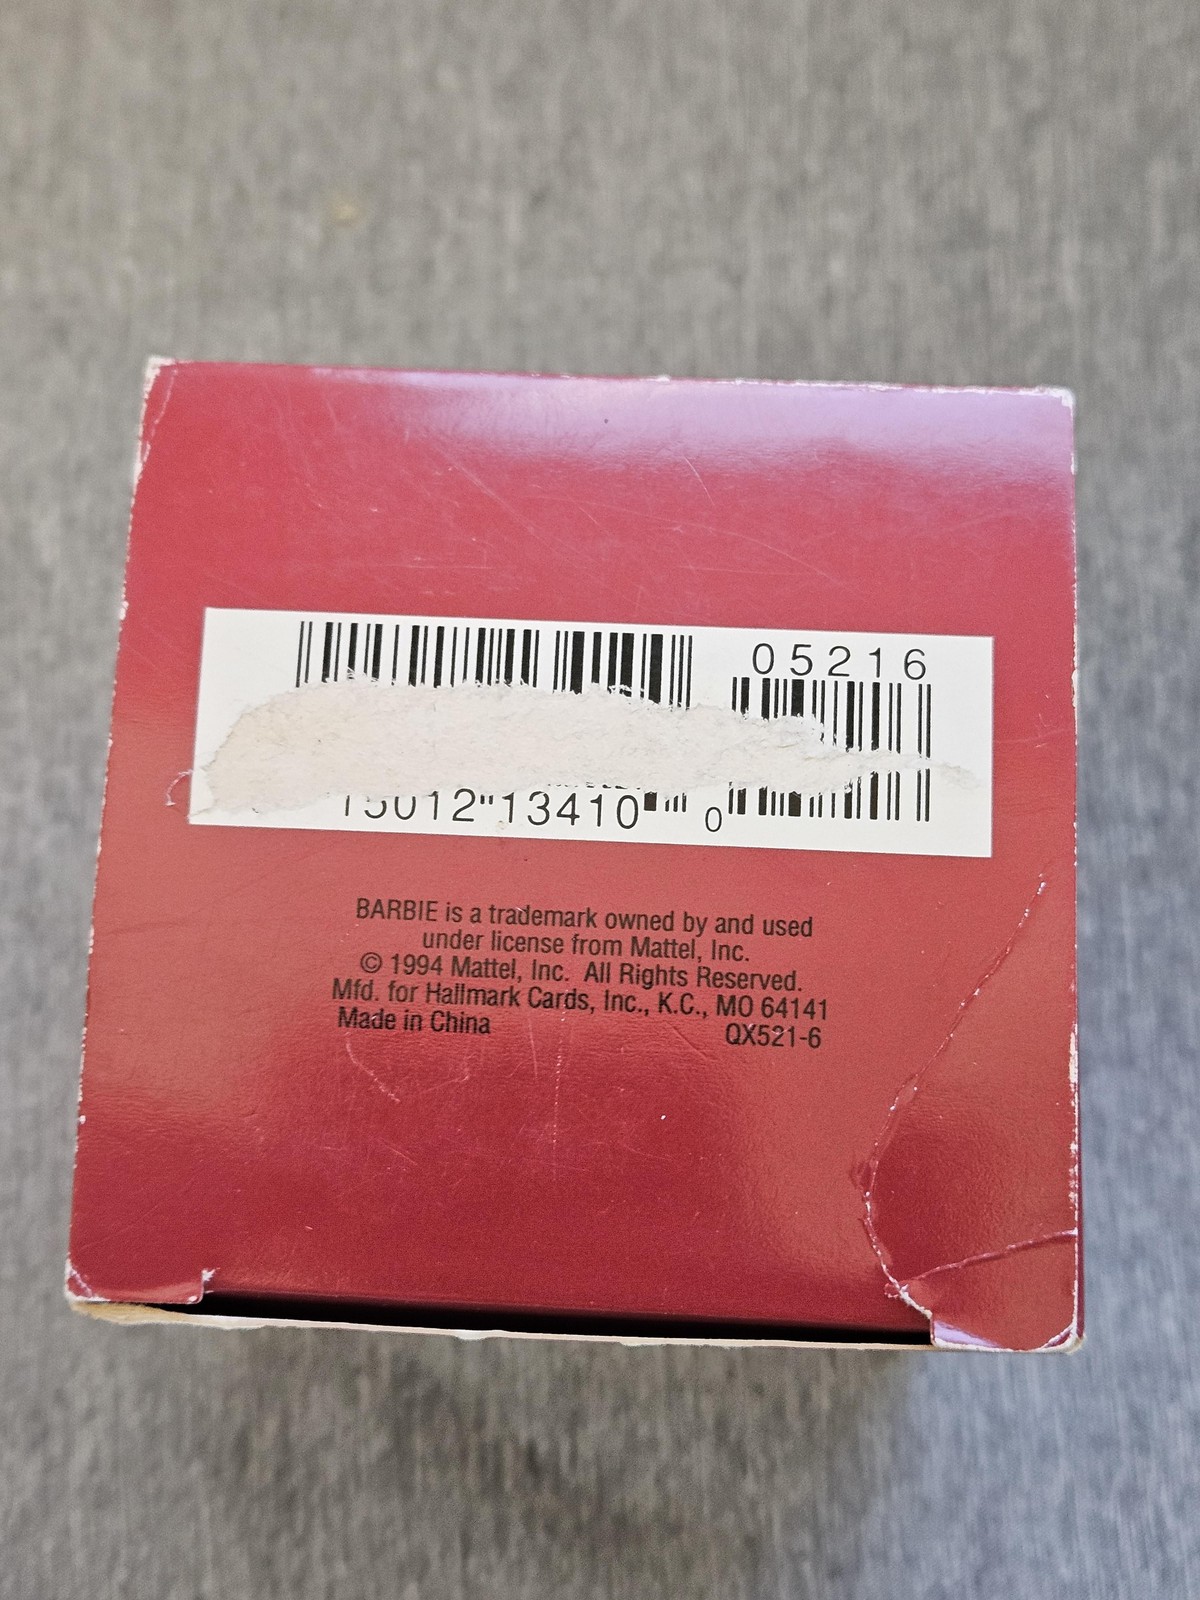 05216
15012"13410 0
BARBIE is a trademark owned by and used
under license from Mattel, Inc.
© 1994 Mattel, Inc. All Rights Reserved.
Mfd. for Hallmark Cards, Inc., K.C., MO 64141
Made in China QX521-6